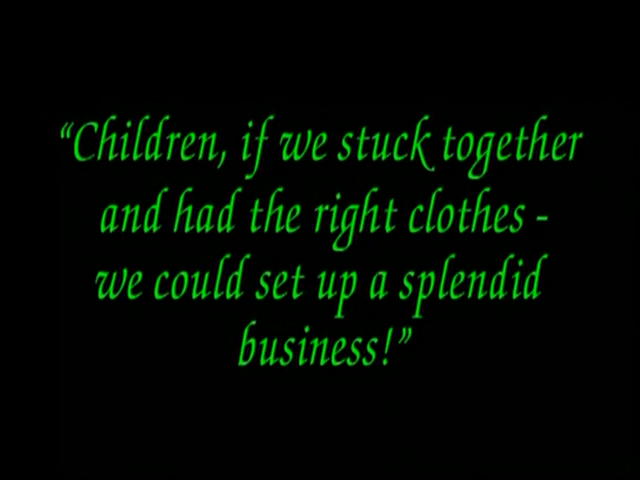 “Children, if we stuck together
and had the right clothes -
we could set up a splendid
business!”